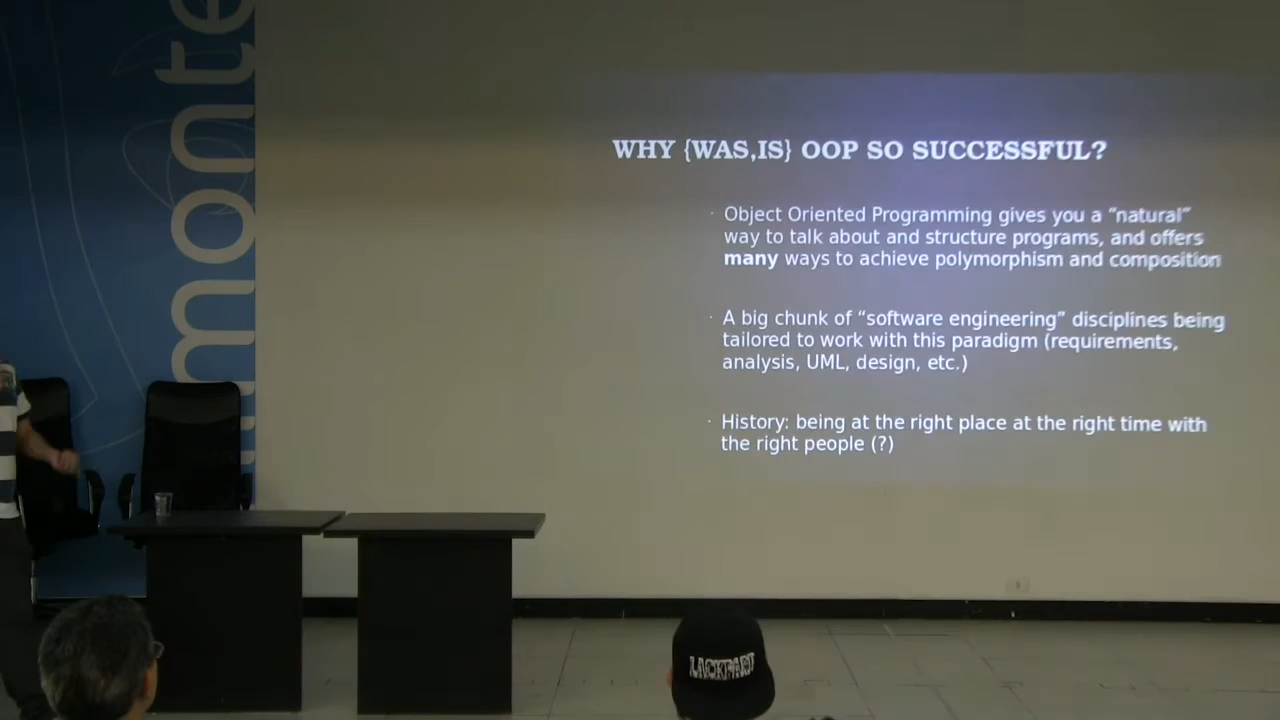 monte
WHY {WAS,IS} OOP SO SUCCESSFUL?
· Object Oriented Programming gives you a “natural”
way to talk about and structure programs, and offers
many ways to achieve polymorphism and composition
· A big chunk of “software engineering” disciplines being
tailored to work with this paradigm (requirements,
analysis, UML, design, etc.)
· History: being at the right place at the right time with
the right people (?)